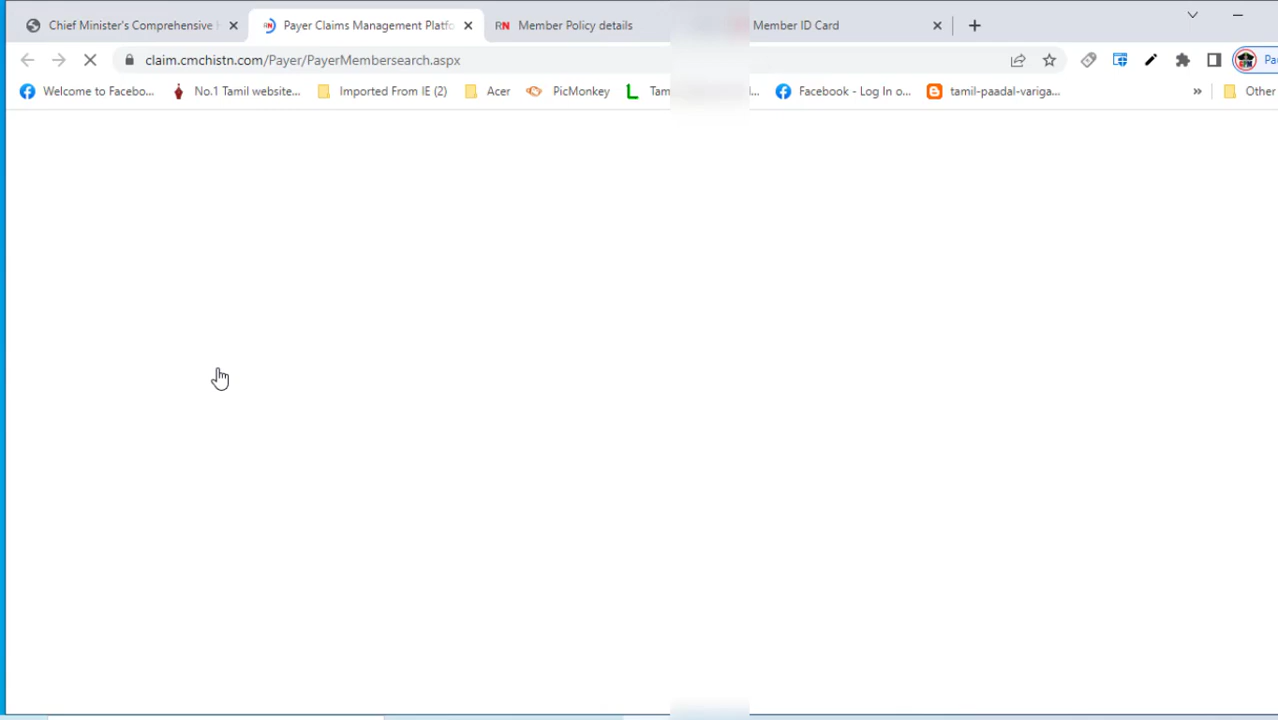 Chief Minister's Comprehensive Payer Claims Management Platfo RN Member Policy details Member ID Card
claim.cmchistn.com/Payer/PayerMembersearch.aspx
Welcome to Facebo... No.1 Tamil website... Imported From IE (2) Acer PicMonkey L Tam ... Facebook - Log In o... tamil-paadal-variga... » Other